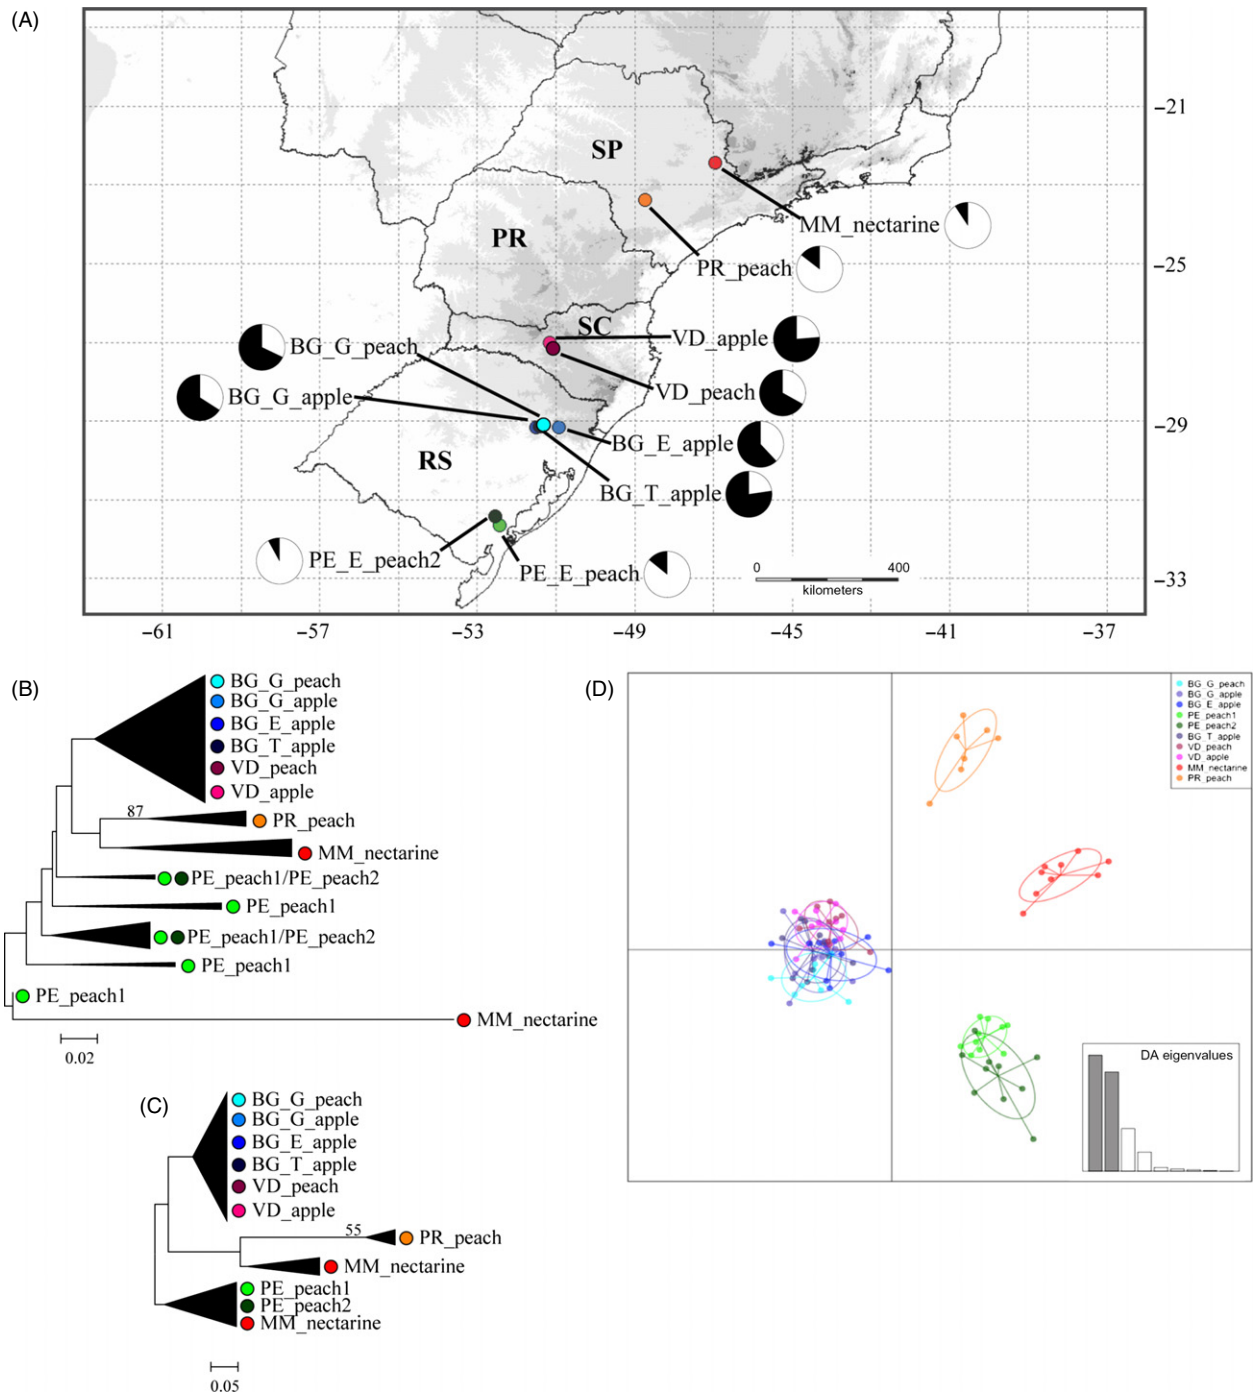 (A)
SP
PR
SC
RS
MM_nectarine
PR_peach
VD_apple
BG_G_peach
VD_peach
BG_G_apple
BG_E_apple
BG_T_apple
PE_E_peach2
PE_E_peach
0 400
kilometers
−21
−25
−29
−33
−61 −57 −53 −49 −45 −41 −37
(B)
BG_G_peach
BG_G_apple
BG_E_apple
BG_T_apple
VD_peach
VD_apple
87
PR_peach
MM_nectarine
PE_peach1/PE_peach2
PE_peach1
PE_peach1/PE_peach2
PE_peach1
PE_peach1
MM_nectarine
0.02
(C)
BG_G_peach
BG_G_apple
BG_E_apple
BG_T_apple
VD_peach
VD_apple
55
PR_peach
MM_nectarine
PE_peach1
PE_peach2
MM_nectarine
0.05
(D)
BG_G_peach
BG_G_apple
BG_E_apple
PE_peach1
PE_peach2
BG_T_apple
VD_peach
VD_apple
MM_nectarine
PR_peach
DA eigenvalues